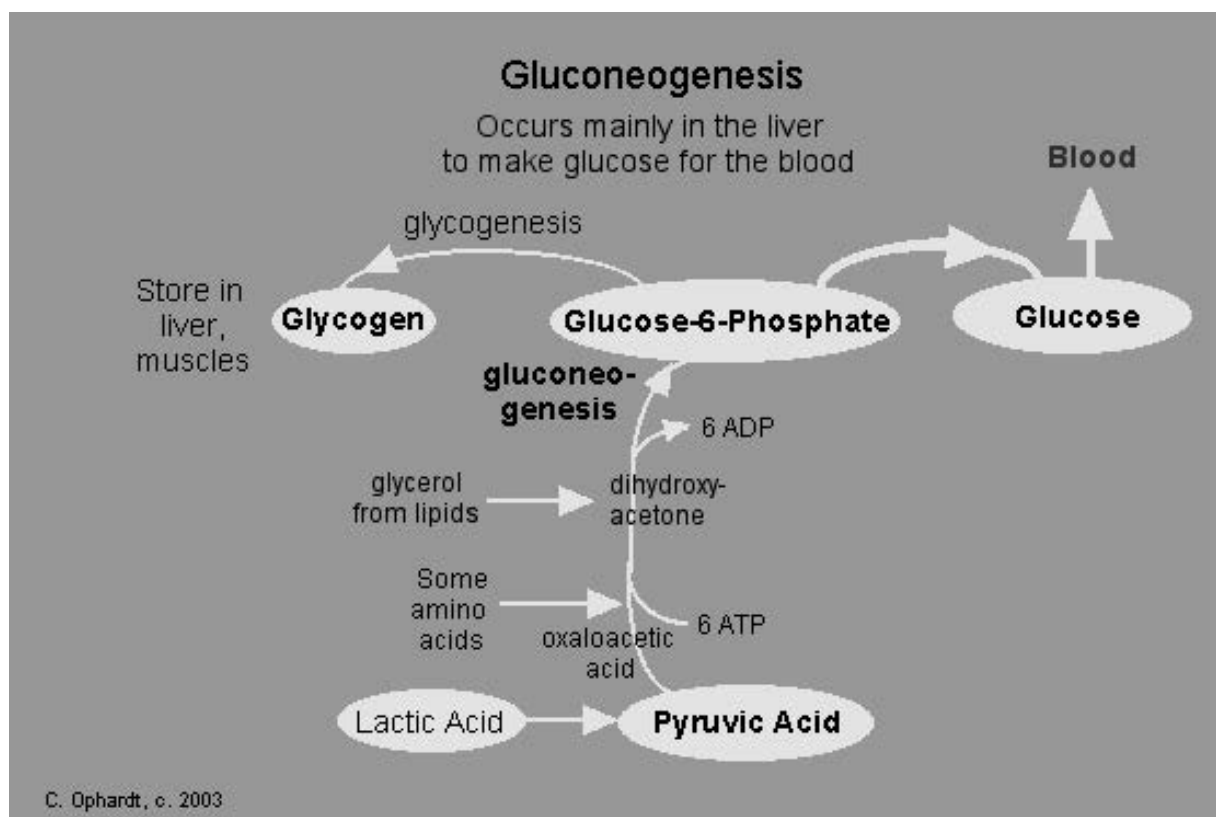 Gluconeogenesis
Occurs mainly in the liver
to make glucose for the blood
Blood
glycogenesis
Store in
liver,
muscles
Glycogen
Glucose-6-Phosphate
Glucose
gluconeo-
genesis
6 ADP
glycerol
from lipids
dihydroxy-
acetone
Some
amino
acids
6 ATP
oxaloacetic
acid
Lactic Acid
Pyruvic Acid
C. Ophardt, c. 2003